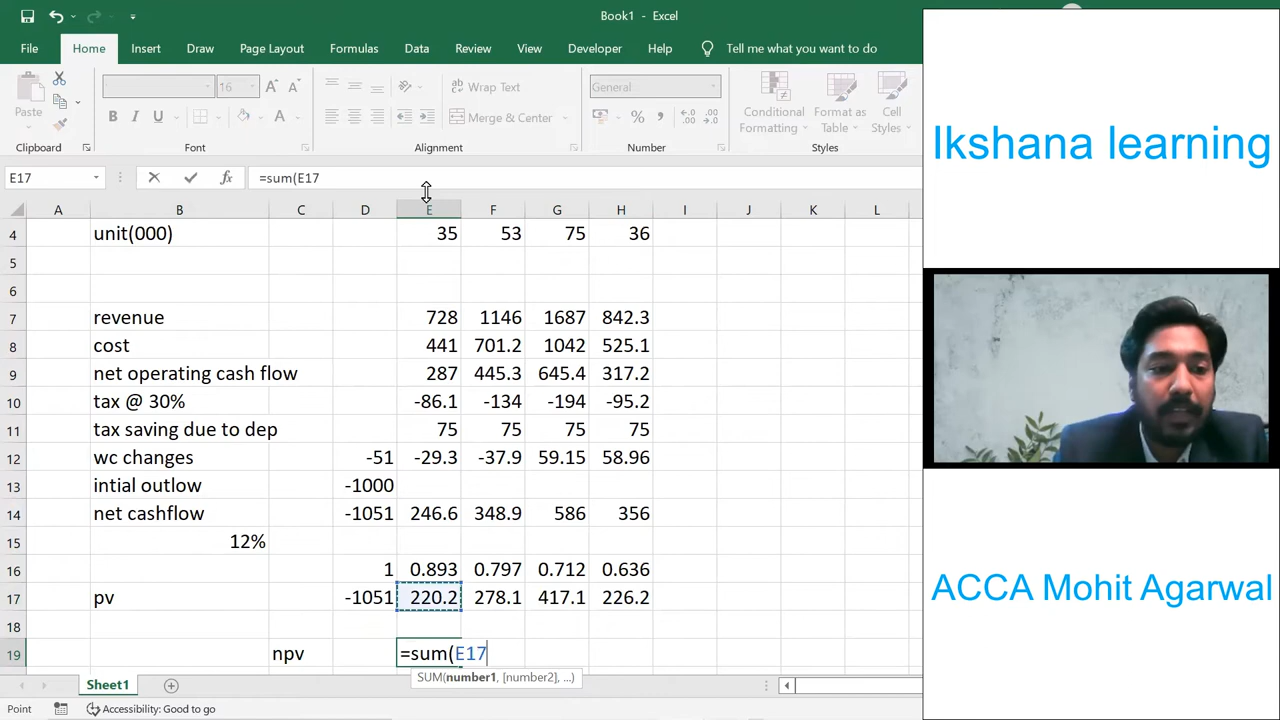 Book1 - Excel
File Home Insert Draw Page Layout Formulas Data Review View Developer Help Tell me what you want to do
Paste
16
A A
Wrap Text
General
B I U
A
Merge & Center
%
Conditional Formatting
Format as Table
Cell Styles
Clipboard Font Alignment Number Styles
E17 fx =sum(E17
A B C D E F G H I J K L
4 unit(000) 35 53 75 36
5
6
7 revenue 728 1146 1687 842.3
8 cost 441 701.2 1042 525.1
9 net operating cash flow 287 445.3 645.4 317.2
10 tax @ 30% -86.1 -134 -194 -95.2
11 tax saving due to dep 75 75 75 75
12 wc changes -51 -29.3 -37.9 59.15 58.96
13 intial outlow -1000
14 net cashflow -1051 246.6 348.9 586 356
15 12%
16 1 0.893 0.797 0.712 0.636
17 pv -1051 220.2 278.1 417.1 226.2
18
19 npv =sum(E17
SUM(number1, [number2], ...)
Sheet1
Point Accessibility: Good to go
Ikshana learning
ACCA Mohit Agarwal